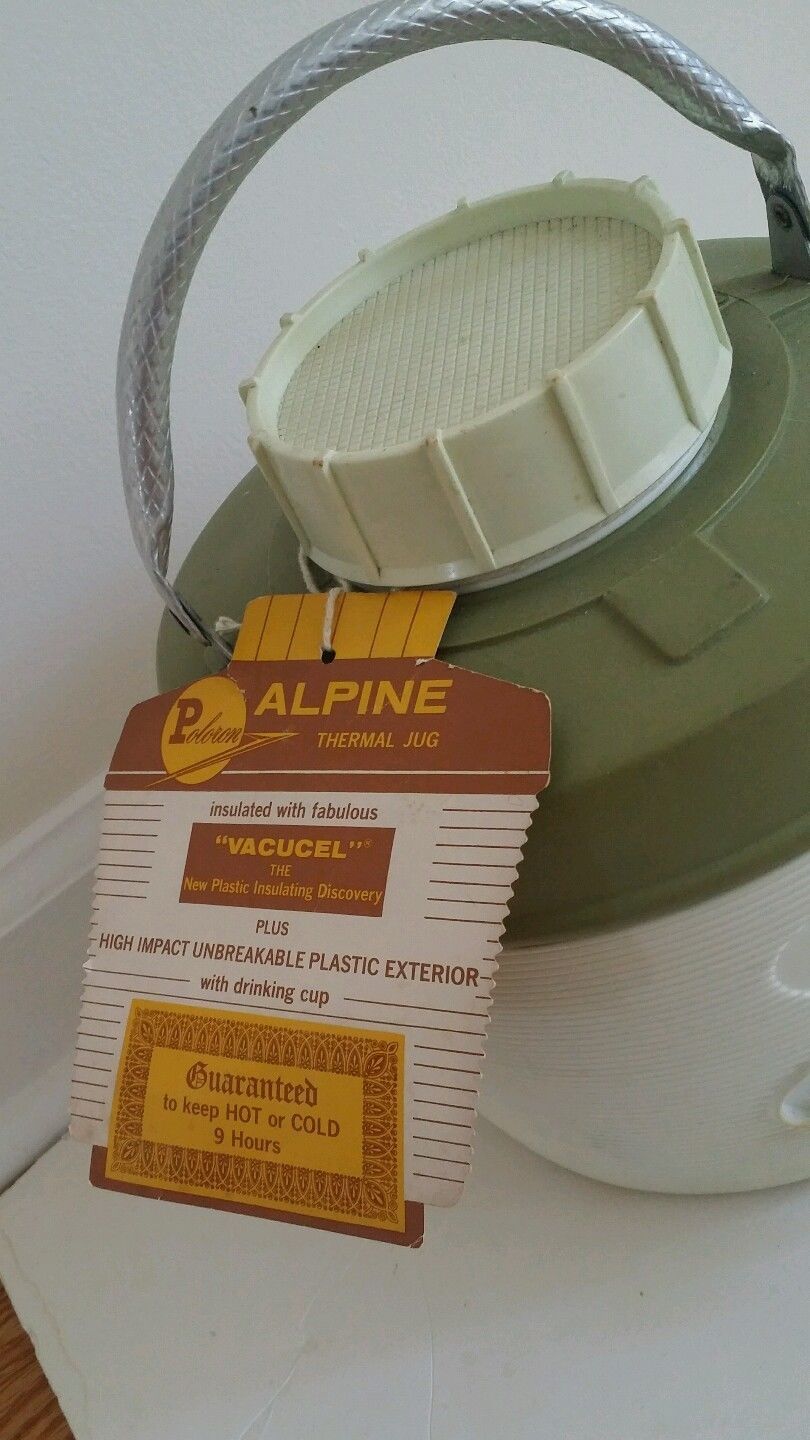 Poloron
ALPINE
THERMAL JUG
insulated with fabulous
"VACUCEL"®
THE
New Plastic Insulating Discovery
PLUS
HIGH IMPACT UNBREAKABLE PLASTIC EXTERIOR
with drinking cup
Guaranteed
to keep HOT or COLD
9 Hours